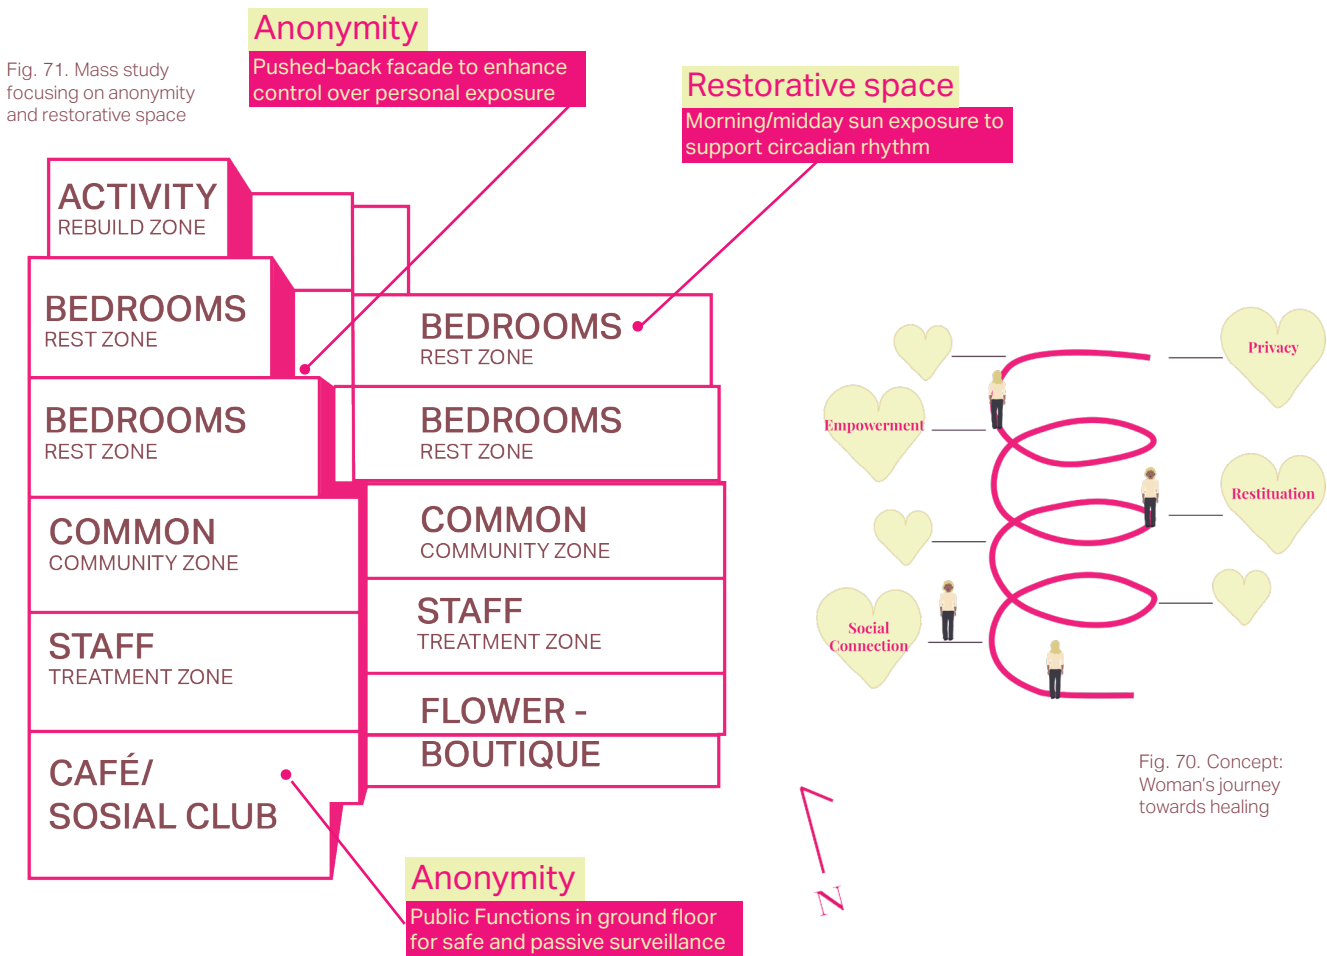 Fig. 71. Mass study
focusing on anonymity
and restorative space
Anonymity
Pushed-back facade to enhance
control over personal exposure
Restorative space
Morning/midday sun exposure to
support circadian rhythm
ACTIVITY
REBUILD ZONE
BEDROOMS
REST ZONE
BEDROOMS
REST ZONE
COMMON
COMMUNITY ZONE
STAFF
TREATMENT ZONE
CAFÉ/
SOSIAL CLUB
BEDROOMS
REST ZONE
BEDROOMS
REST ZONE
COMMON
COMMUNITY ZONE
STAFF
TREATMENT ZONE
FLOWER -
BOUTIQUE
Anonymity
Public Functions in ground floor
for safe and passive surveillance
N
Privacy
Empowerment
Restituation
Social
Connection
Fig. 70. Concept:
Woman's journey
towards healing